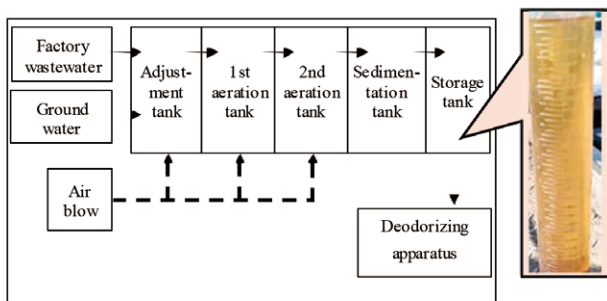 Factory
wastewater
Ground
water
Adjust-
ment
tank
1st
aeration
tank
2nd
aeration
tank
Sedimen-
tation
tank
Storage
tank
Air
blow
Deodorizing
apparatus